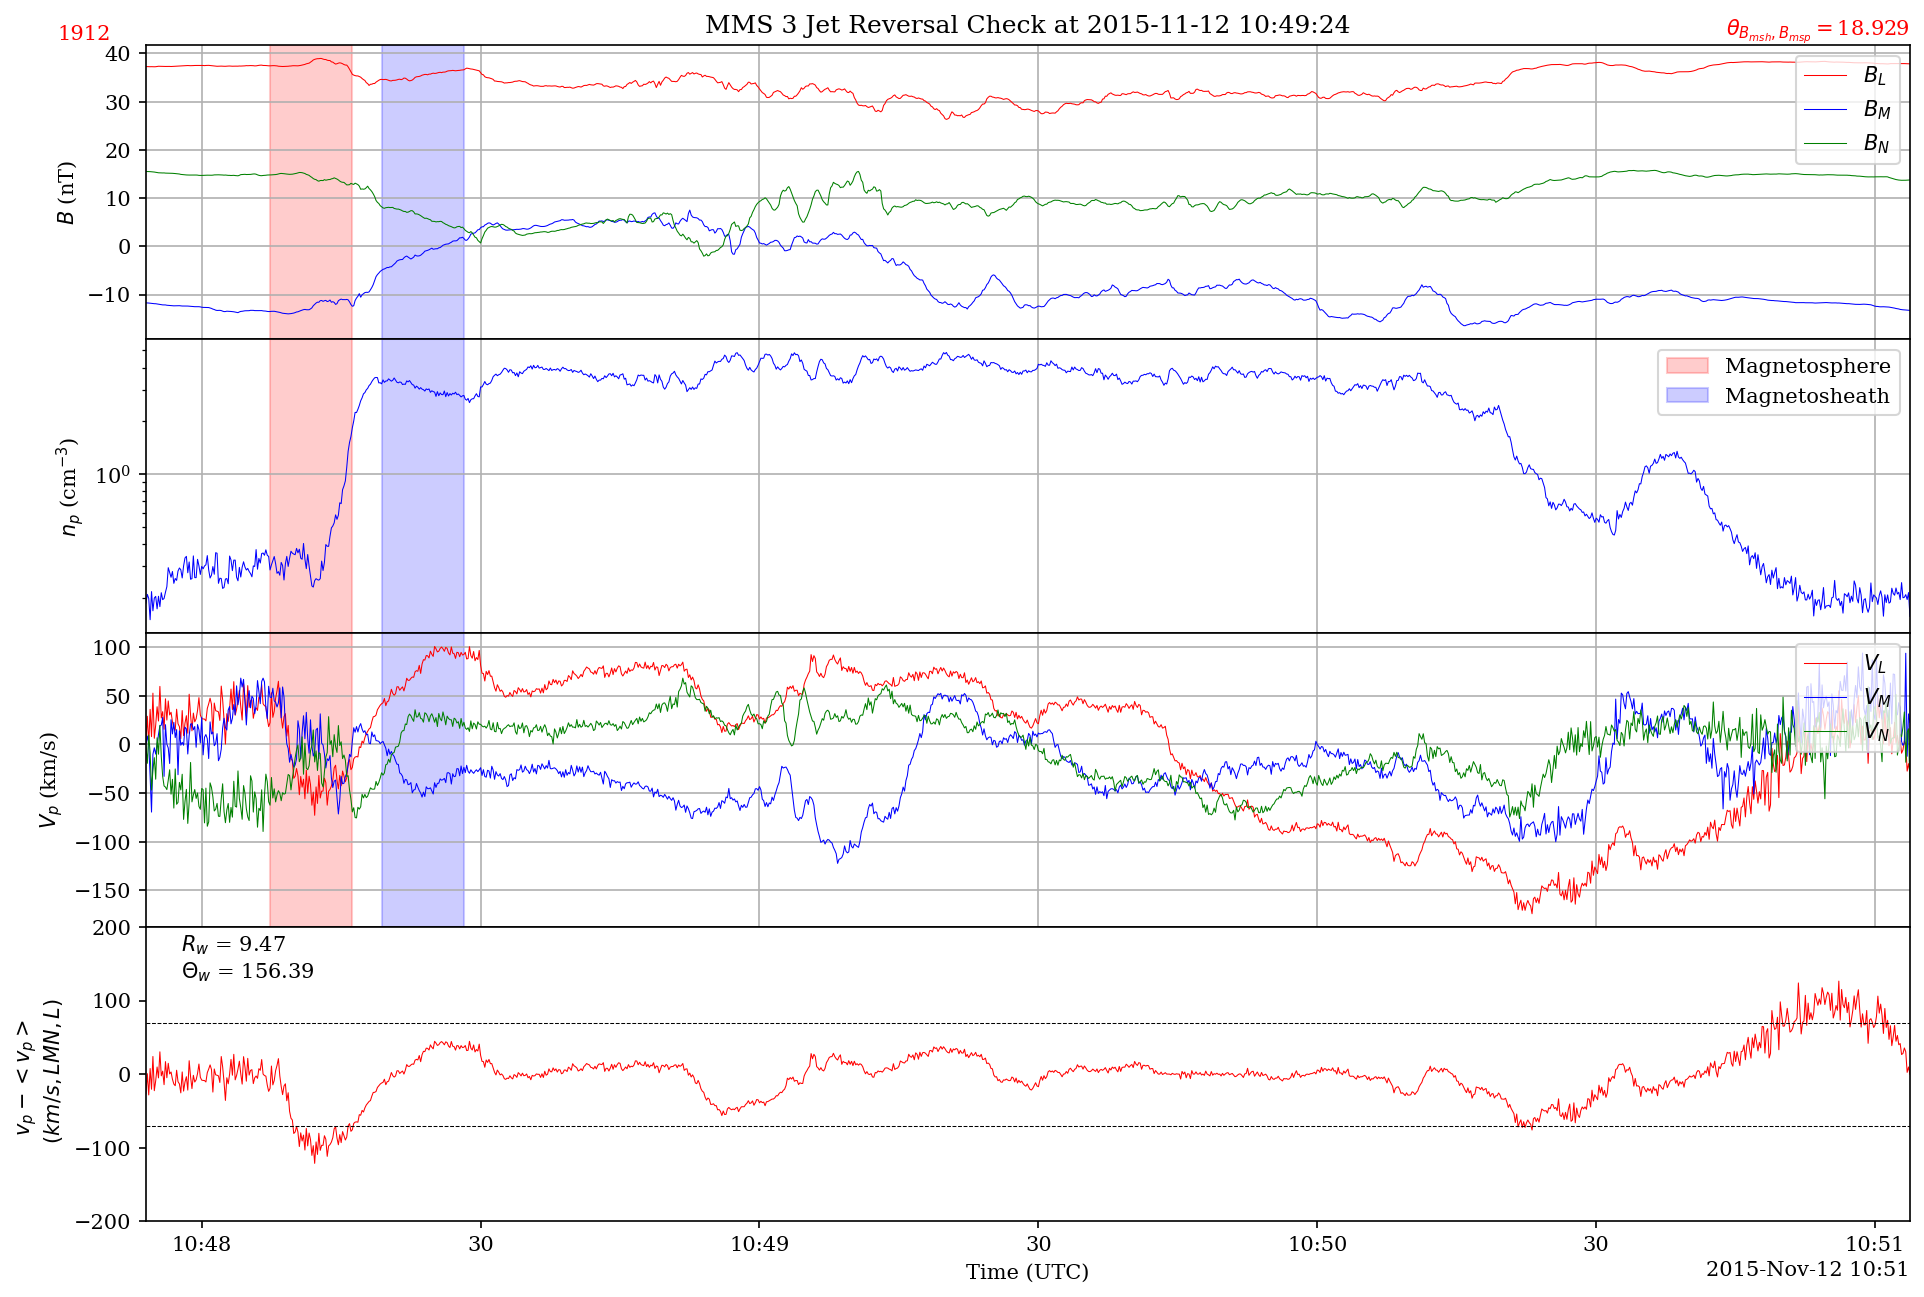 MMS 3 Jet Reversal Check at 2015-11-12 10:49:24
1912
θ_{B_{msh}, B_{msp}} = 18.929
40
30
20
10
0
−10
B (nT)
B_L
B_M
B_N
10^0
n_p (cm^{-3})
Magnetosphere
Magnetosheath
100
50
0
−50
−100
−150
V_p (km/s)
V_L
V_M
V_N
200
100
0
−100
−200
v_p − < v_p >
(km/s, LMN, L)
R_w = 9.47
Θ_w = 156.39
10:48
30
10:49
30
10:50
30
10:51
Time (UTC)
2015-Nov-12 10:51